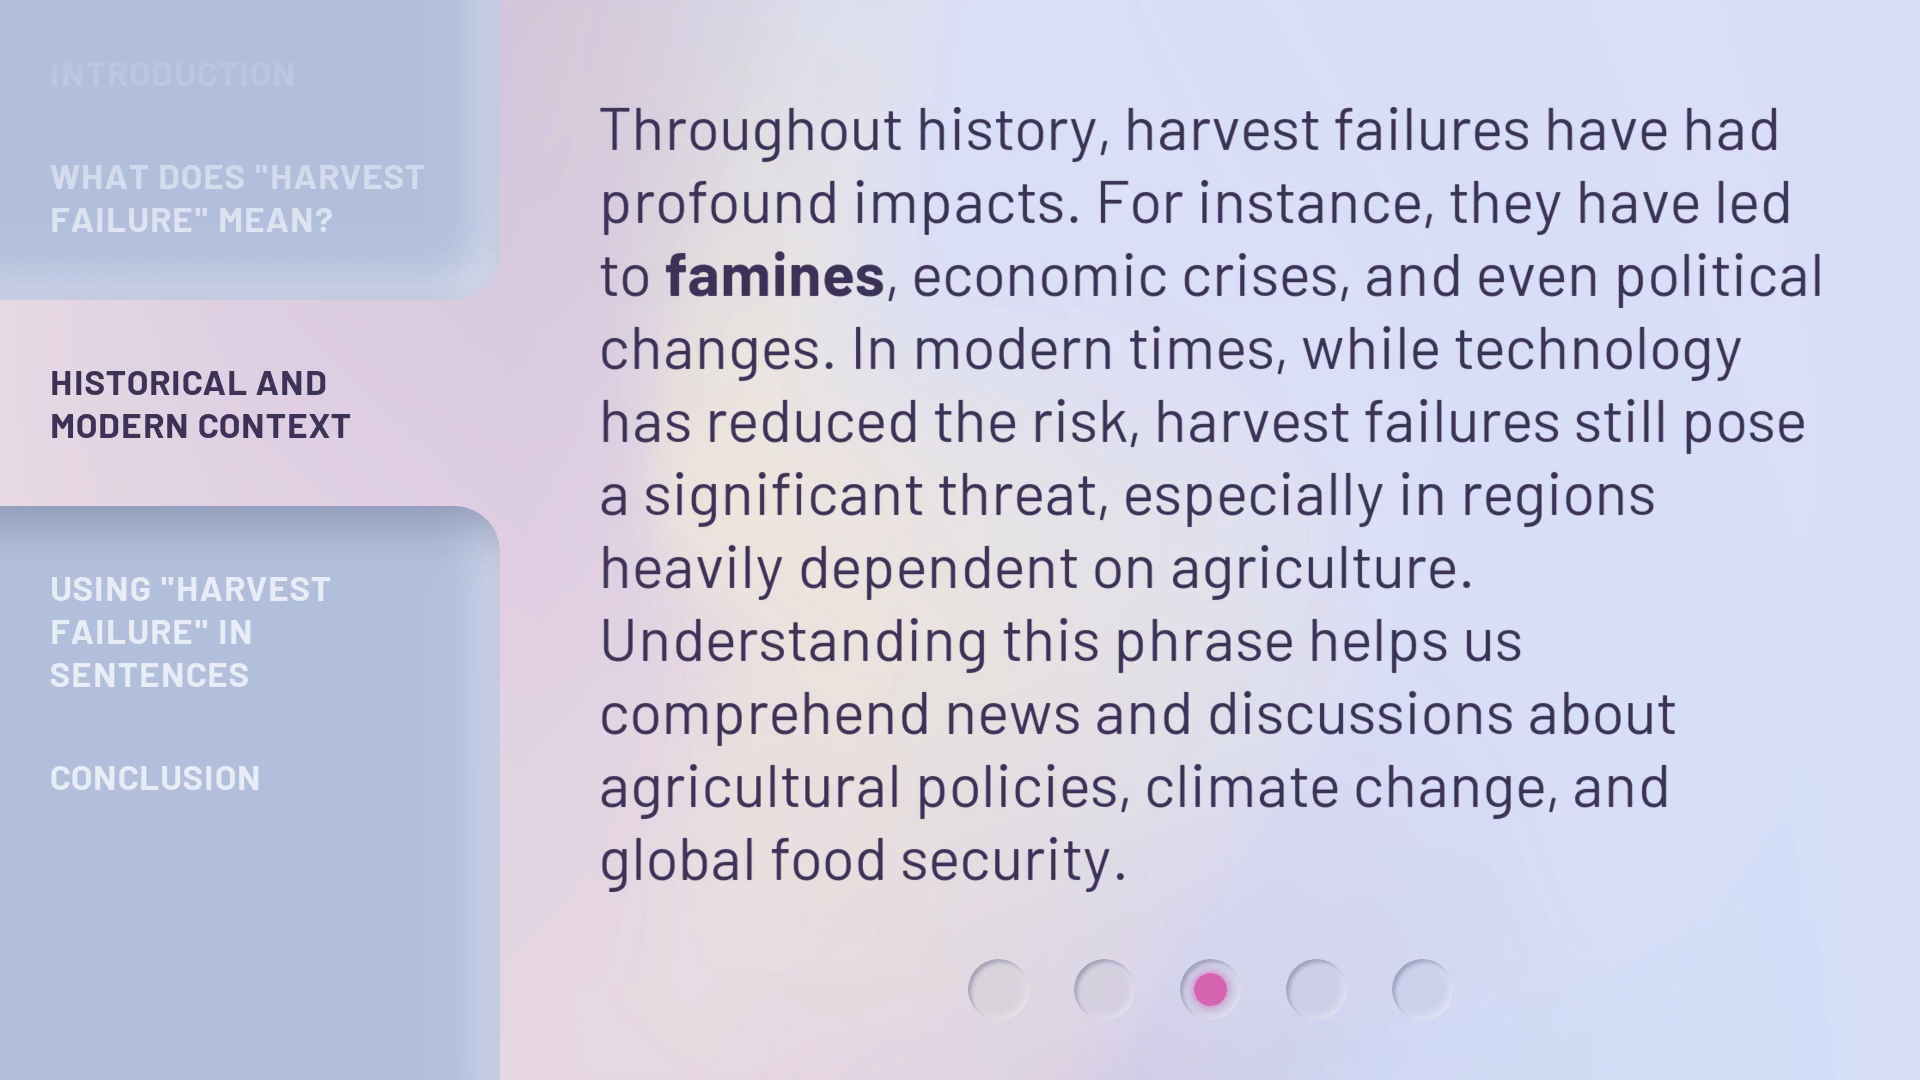 INTRODUCTION
WHAT DOES "HARVEST
FAILURE" MEAN?
HISTORICAL AND
MODERN CONTEXT
USING "HARVEST
FAILURE" IN
SENTENCES
CONCLUSION
Throughout history, harvest failures have had
profound impacts. For instance, they have led
to famines, economic crises, and even political
changes. In modern times, while technology
has reduced the risk, harvest failures still pose
a significant threat, especially in regions
heavily dependent on agriculture.
Understanding this phrase helps us
comprehend news and discussions about
agricultural policies, climate change, and
global food security.